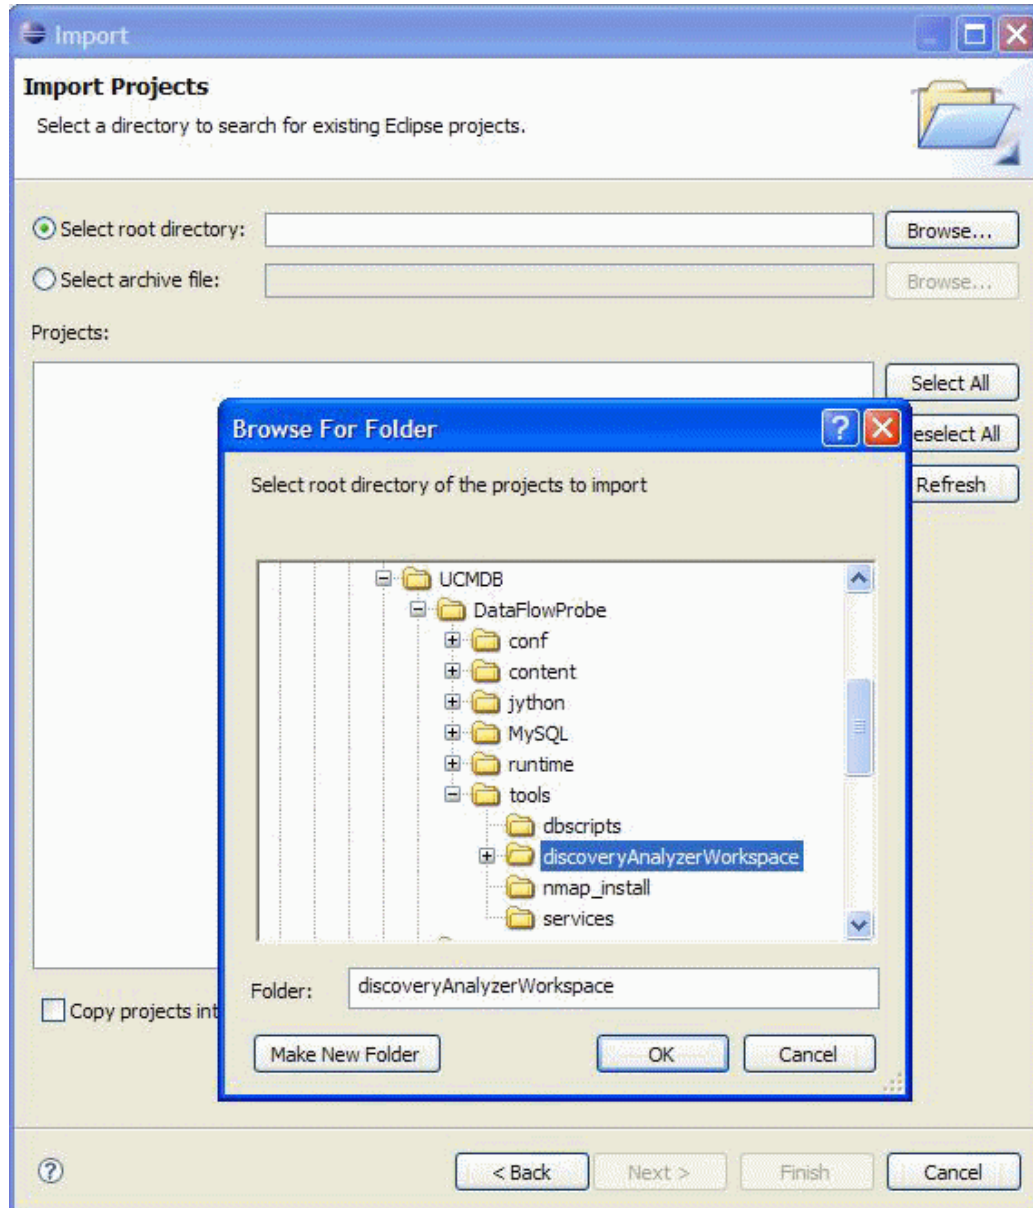 Import
Import Projects
Select a directory to search for existing Eclipse projects.
Select root directory:
Browse...
Select archive file:
Browse...
Projects:
Select All
eselect All
Refresh
Browse For Folder
Select root directory of the projects to import
UCMDB
DataFlowProbe
conf
content
jython
MySQL
runtime
tools
dbscripts
discoveryAnalyzerWorkspace
nmap_install
services
Folder: discoveryAnalyzerWorkspace
Make New Folder OK Cancel
Copy projects int
? < Back Next > Finish Cancel